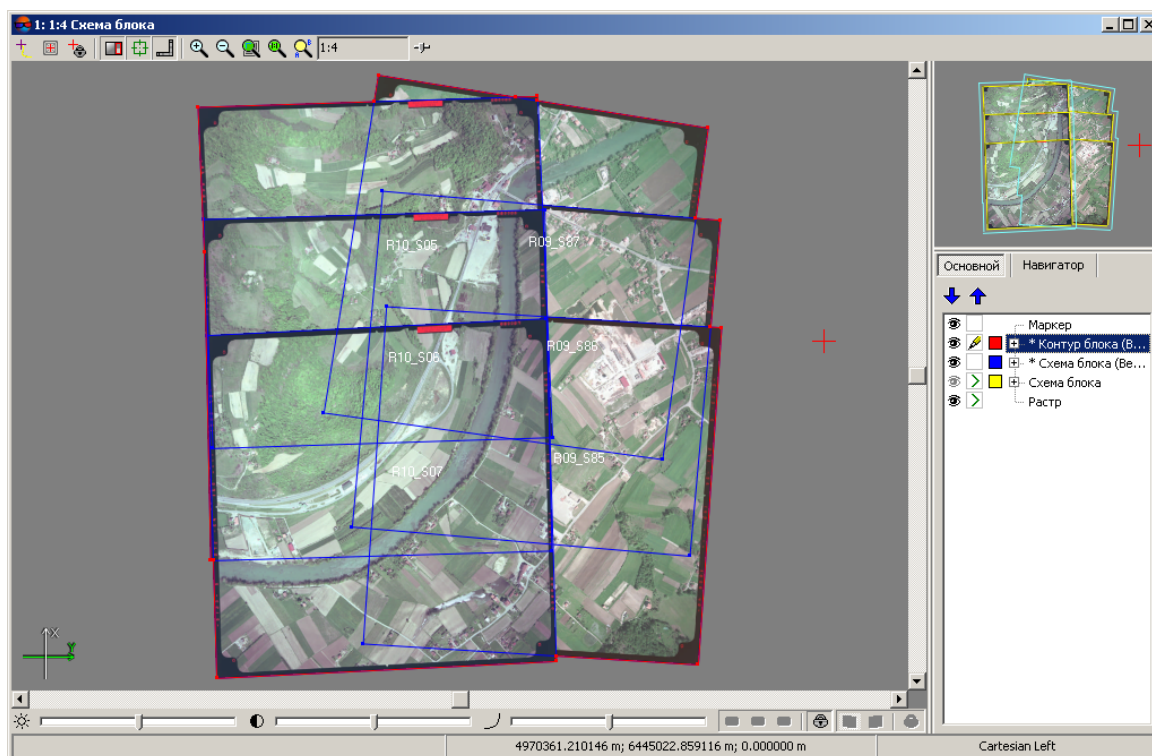 1: 1:4 Схема блока
1:4
R10_S05
R09_S87
R10_S06
R09_S86
R10_S07
R09_S85
X
Y
Основной
Навигатор
Маркер
* Контур блока (В...
* Схема блока (Ве...
Схема блока
Растр
4970361.210146 m; 6445022.859116 m; 0.000000 m
Cartesian Left